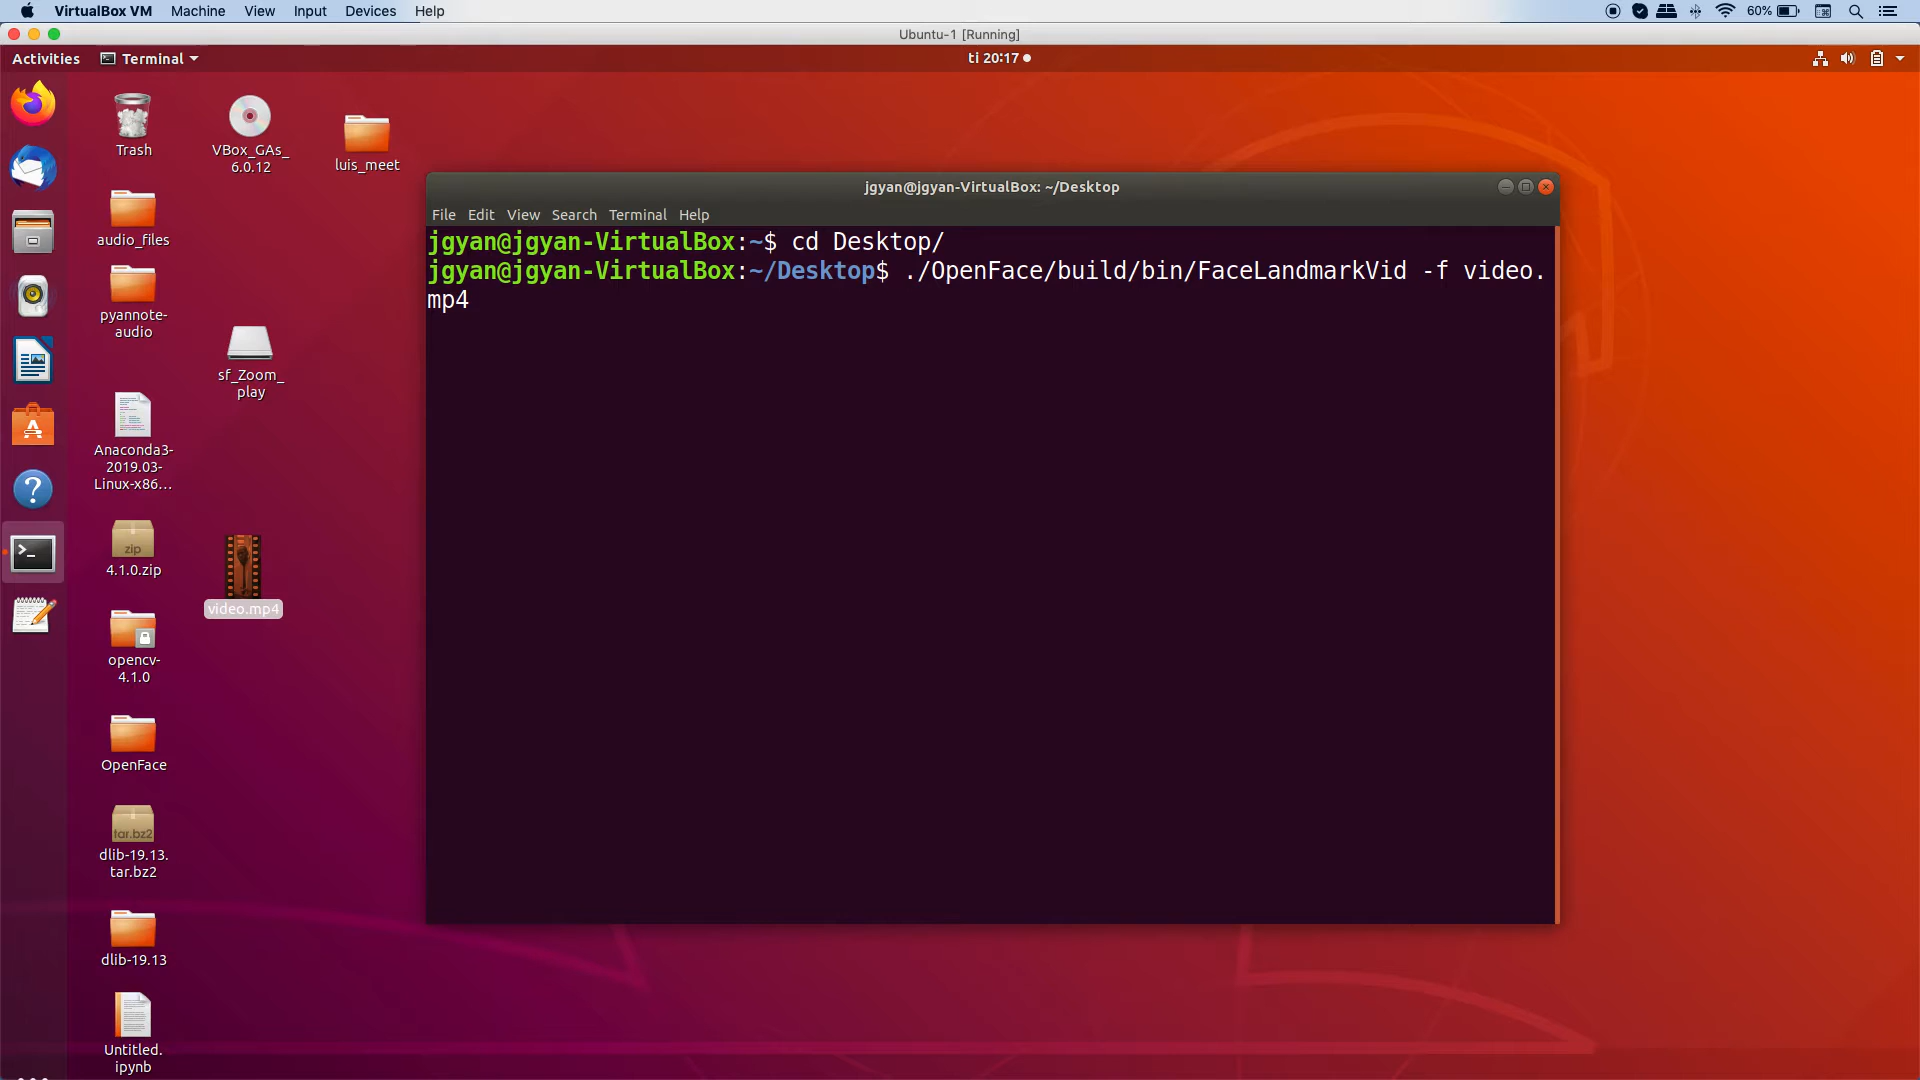 VirtualBox VM Machine View Input Devices Help 60%
Ubuntu-1 [Running]
Activities Terminal ti 20:17
Trash
VBox_GAs_
6.0.12
luis_meet
audio_files
pyannote-
audio
sf_Zoom_
play
Anaconda3-
2019.03-
Linux-x86…
zip
4.1.0.zip
video.mp4
opencv-
4.1.0
OpenFace
tar.bz2
dlib-19.13.
tar.bz2
dlib-19.13
Untitled.
ipynb
jgyan@jgyan-VirtualBox: ~/Desktop
File Edit View Search Terminal Help
jgyan@jgyan-VirtualBox:~$ cd Desktop/
jgyan@jgyan-VirtualBox:~/Desktop$ ./OpenFace/build/bin/FaceLandmarkVid -f video.
mp4